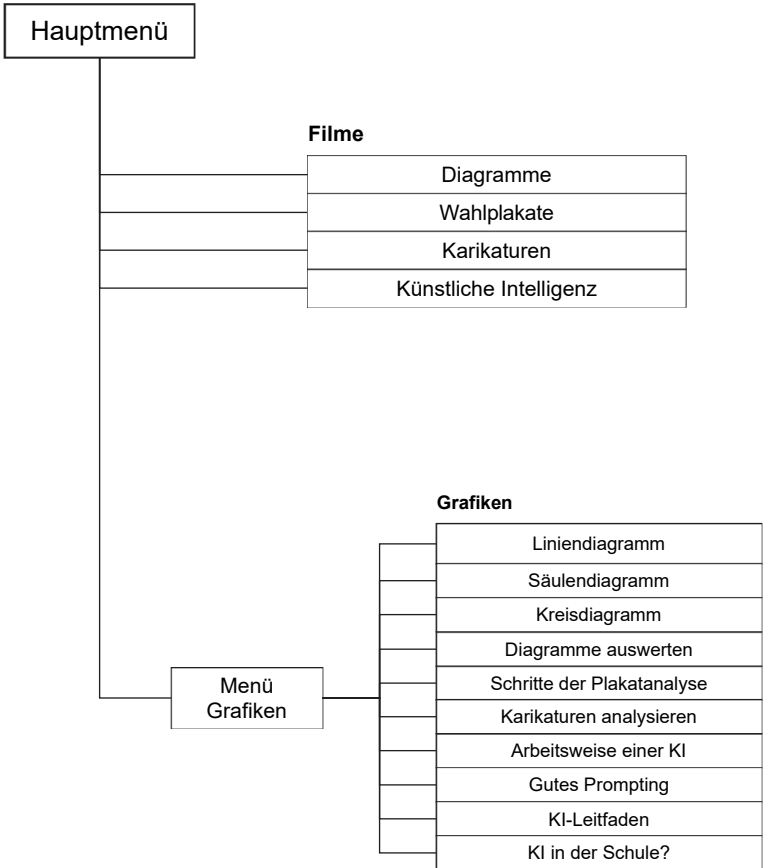 Hauptmenü
Filme
Diagramme
Wahlplakate
Karikaturen
Künstliche Intelligenz
Grafiken
Liniendiagramm
Säulendiagramm
Kreisdiagramm
Diagramme auswerten
Schritte der Plakatanalyse
Karikaturen analysieren
Arbeitsweise einer KI
Gutes Prompting
KI-Leitfaden
KI in der Schule?
Menü
Grafiken